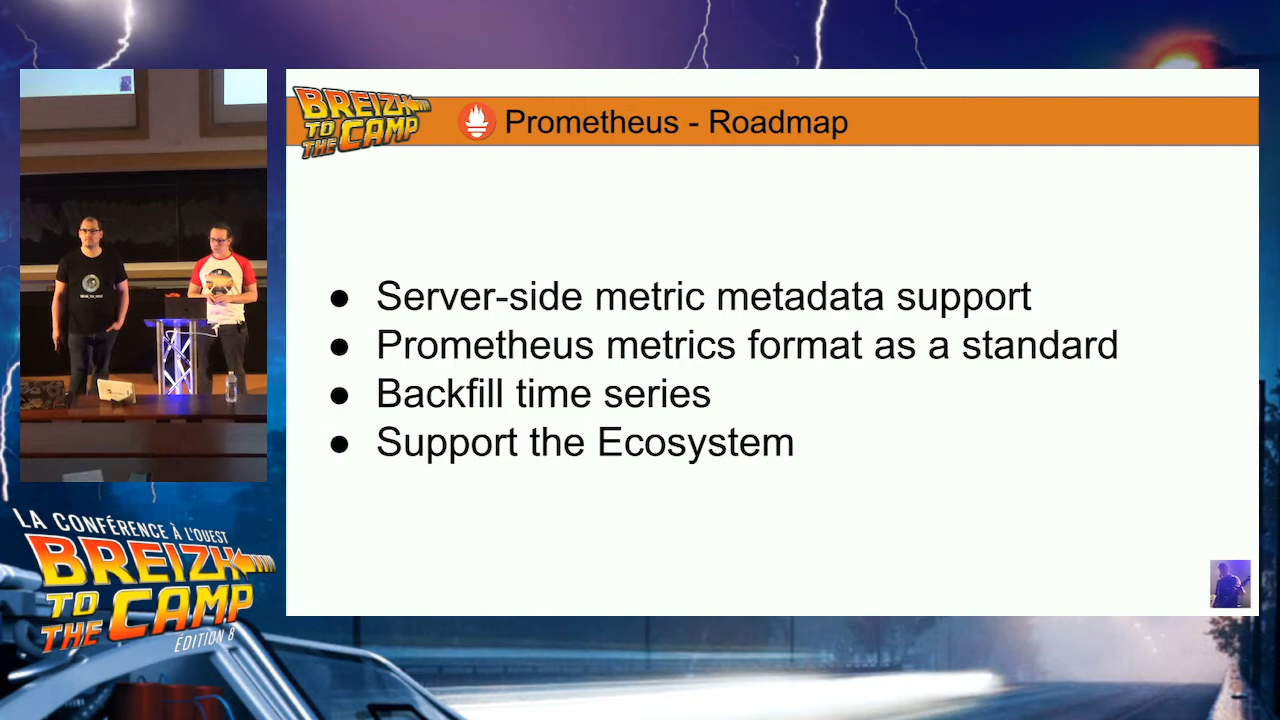 BREIZH
TO
THE CAMP
Prometheus - Roadmap
● Server-side metric metadata support
● Prometheus metrics format as a standard
● Backfill time series
● Support the Ecosystem
LA CONFÉRENCE À L'OUEST
BREIZH
TO
THE CAMP
ÉDITION 8